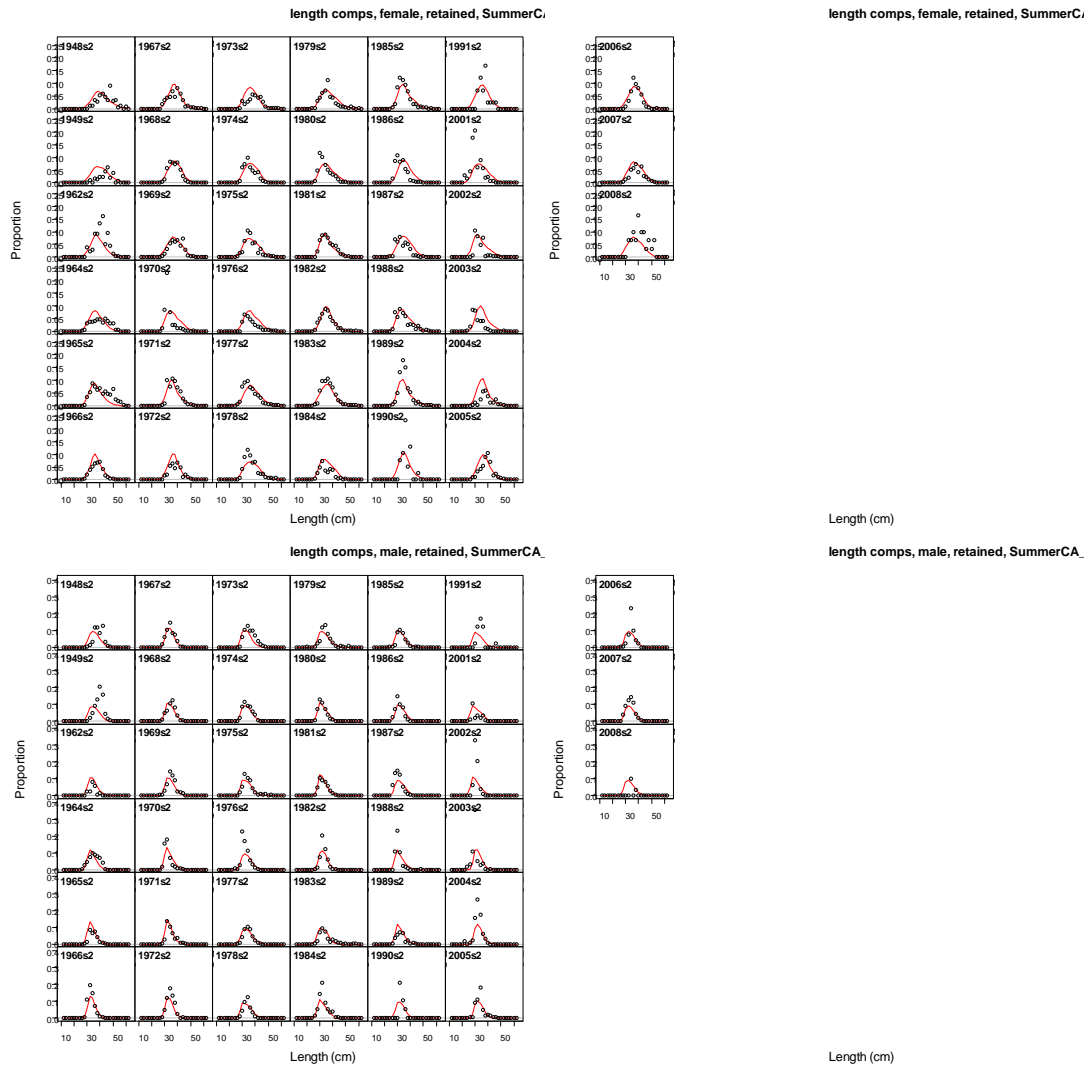 length comps, female, retained, SummerCA
length comps, female, retained, SummerCA
Proportion
1948s2 1967s2 1973s2 1979s2 1985s2 1991s2
1949s2 1968s2 1974s2 1980s2 1986s2 2001s2
1962s2 1969s2 1975s2 1981s2 1987s2 2002s2
1964s2 1970s2 1976s2 1982s2 1988s2 2003s2
1965s2 1971s2 1977s2 1983s2 1989s2 2004s2
1966s2 1972s2 1978s2 1984s2 1990s2 2005s2
10 30 50 10 30 50 10 30 50 10 30 50 10 30 50 10 30 50
Length (cm)
Proportion
2006s2
2007s2
2008s2
10 30 50
Length (cm)
length comps, male, retained, SummerCA_
length comps, male, retained, SummerCA_
Proportion
1948s2 1967s2 1973s2 1979s2 1985s2 1991s2
1949s2 1968s2 1974s2 1980s2 1986s2 2001s2
1962s2 1969s2 1975s2 1981s2 1987s2 2002s2
1964s2 1970s2 1976s2 1982s2 1988s2 2003s2
1965s2 1971s2 1977s2 1983s2 1989s2 2004s2
1966s2 1972s2 1978s2 1984s2 1990s2 2005s2
10 30 50 10 30 50 10 30 50 10 30 50 10 30 50 10 30 50
Length (cm)
Proportion
2006s2
2007s2
2008s2
10 30 50
Length (cm)